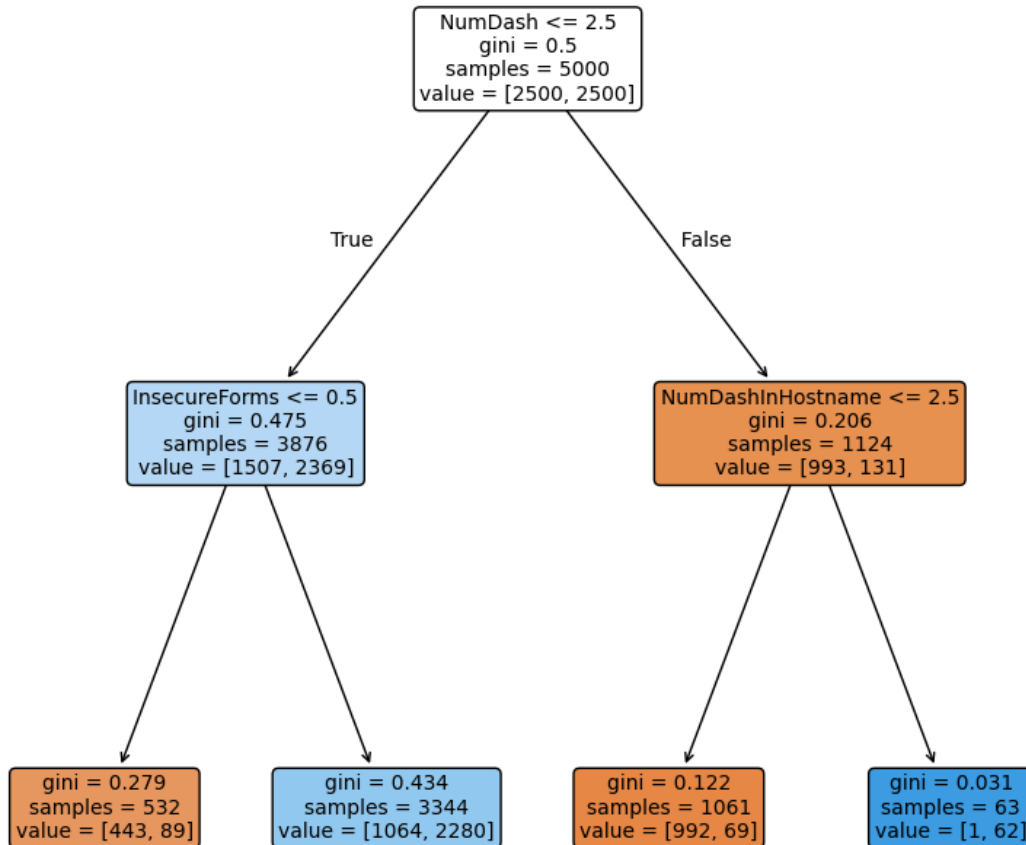 NumDash <= 2.5
gini = 0.5
samples = 5000
value = [2500, 2500]
True
False
InsecureForms <= 0.5
gini = 0.475
samples = 3876
value = [1507, 2369]
NumDashInHostname <= 2.5
gini = 0.206
samples = 1124
value = [993, 131]
gini = 0.279
samples = 532
value = [443, 89]
gini = 0.434
samples = 3344
value = [1064, 2280]
gini = 0.122
samples = 1061
value = [992, 69]
gini = 0.031
samples = 63
value = [1, 62]